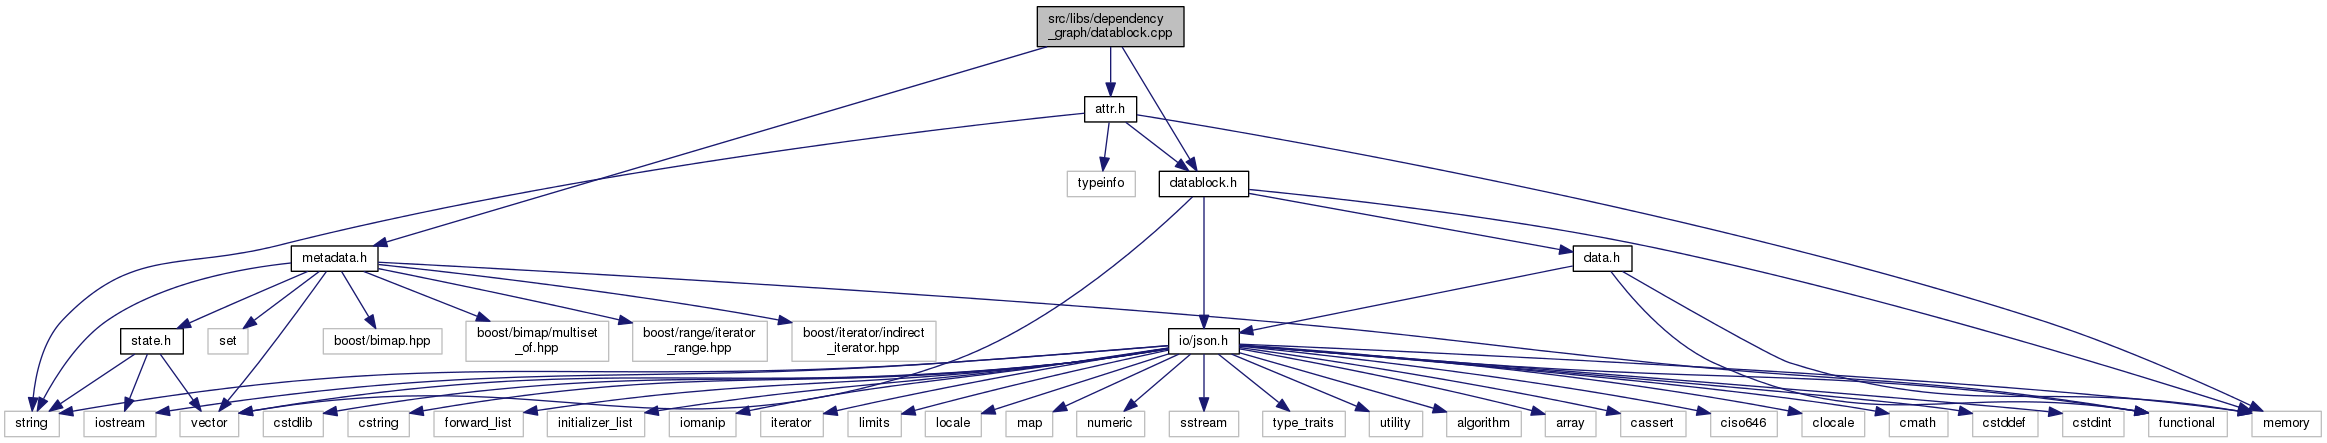 src/libs/dependency
_graph/datablock.cpp
attr.h
typeinfo
datablock.h
metadata.h
data.h
state.h
set
boost/bimap.hpp
boost/bimap/multiset
_of.hpp
boost/range/iterator
_range.hpp
boost/iterator/indirect
_iterator.hpp
io/json.h
string
iostream
vector
cstdlib
cstring
forward_list
initializer_list
iomanip
iterator
limits
locale
map
numeric
sstream
type_traits
utility
algorithm
array
cassert
ciso646
clocale
cmath
cstddef
cstdint
functional
memory